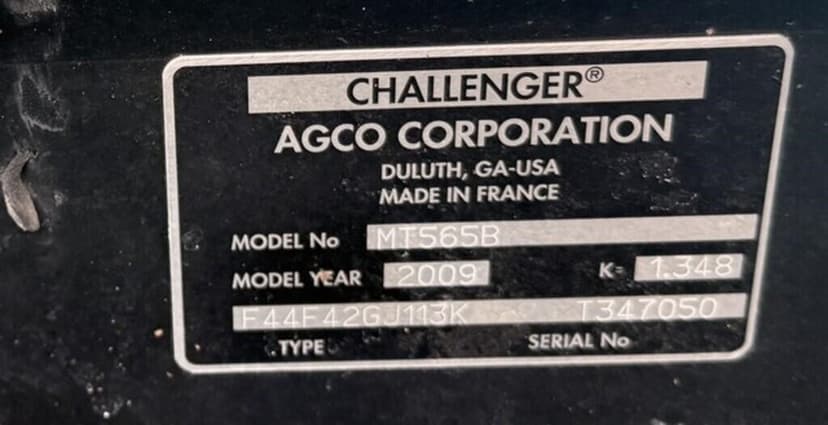 CHALLENGER®
AGCO CORPORATION
DULUTH, GA-USA
MADE IN FRANCE
MODEL No MT565B
MODEL YEAR 2009 K= 1.348
F44F42GJ113K T347050
TYPE SERIAL No